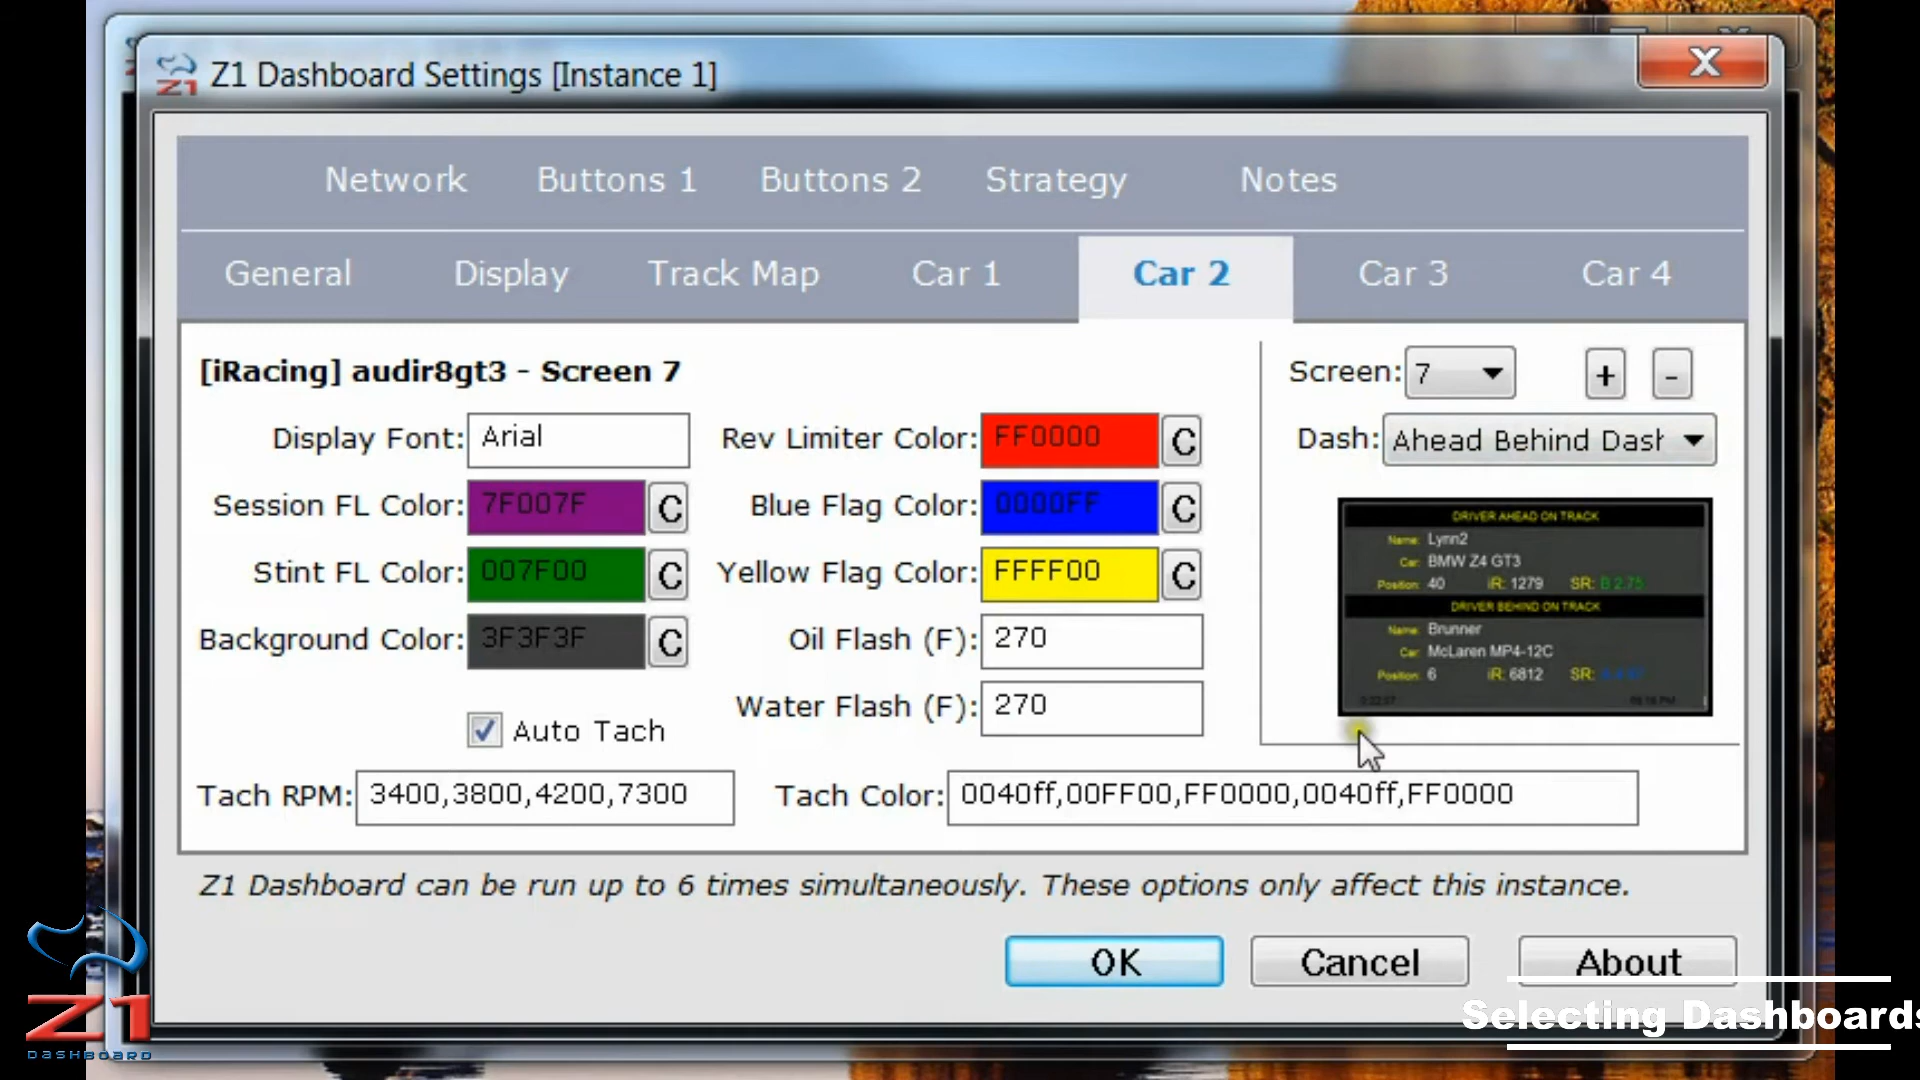 Z1 Dashboard Settings [Instance 1]
X
Network Buttons 1 Buttons 2 Strategy Notes
General Display Track Map Car 1 Car 2 Car 3 Car 4
[iRacing] audir8gt3 - Screen 7
Screen: 7 + -
Display Font: Arial Rev Limiter Color: FF0000 C
Dash: Ahead Behind Dash
Session FL Color: 7F007F C Blue Flag Color: 0000FF C
Stint FL Color: 007F00 C Yellow Flag Color: FFFF00 C
Background Color: 3F3F3F C Oil Flash (F): 270
Auto Tach Water Flash (F): 270
DRIVER AHEAD ON TRACK
Name: Lynn2
Car: BMW Z4 GT3
Position: 40 iR: 1279 SR: B 2.75
DRIVER BEHIND ON TRACK
Name: Brunner
Car: McLaren MP4-12C
Position: 6 iR: 6812 SR:
Tach RPM: 3400,3800,4200,7300 Tach Color: 0040ff,00FF00,FF0000,0040ff,FF0000
Z1 Dashboard can be run up to 6 times simultaneously. These options only affect this instance.
OK Cancel About
Z1
DASHBOARD
Selecting Dashboards